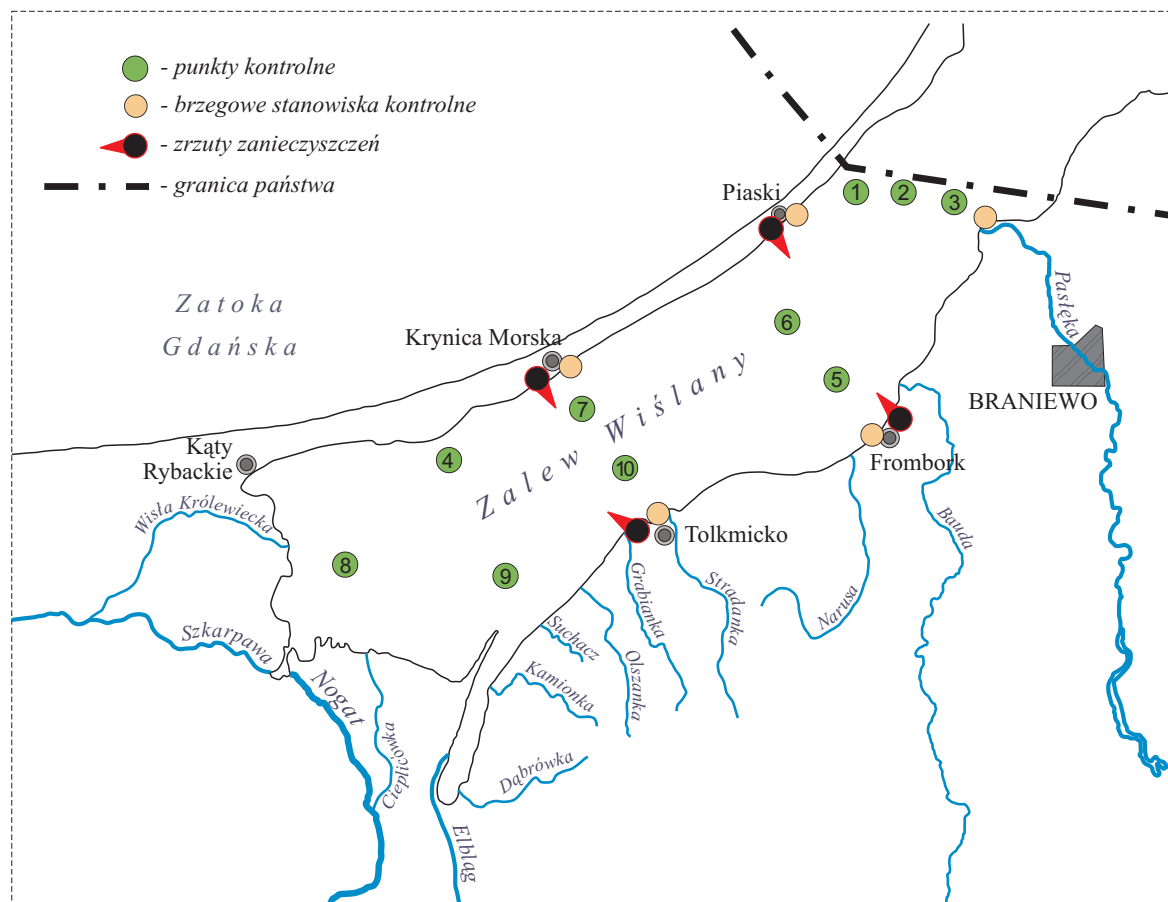 - punkty kontrolne
- brzegowe stanowiska kontrolne
- zrzuty zanieczyszczeń
- granica państwa
Piaski
1
2
3
Zatoka
Gdańska
Pasłęka
6
Krynica Morska
5
BRANIEWO
7
Zalew Wiślany
Kąty
Rybackie
4
10
Frombork
Wisła Królewiecka
Tolkmicko
Bauda
8
9
Grabianka
Stradanka
Narusa
Szkarpawa
Suchacz
Olszanka
Nogat
Kamionka
Cieplicówka
Dąbrówka
Elbląg